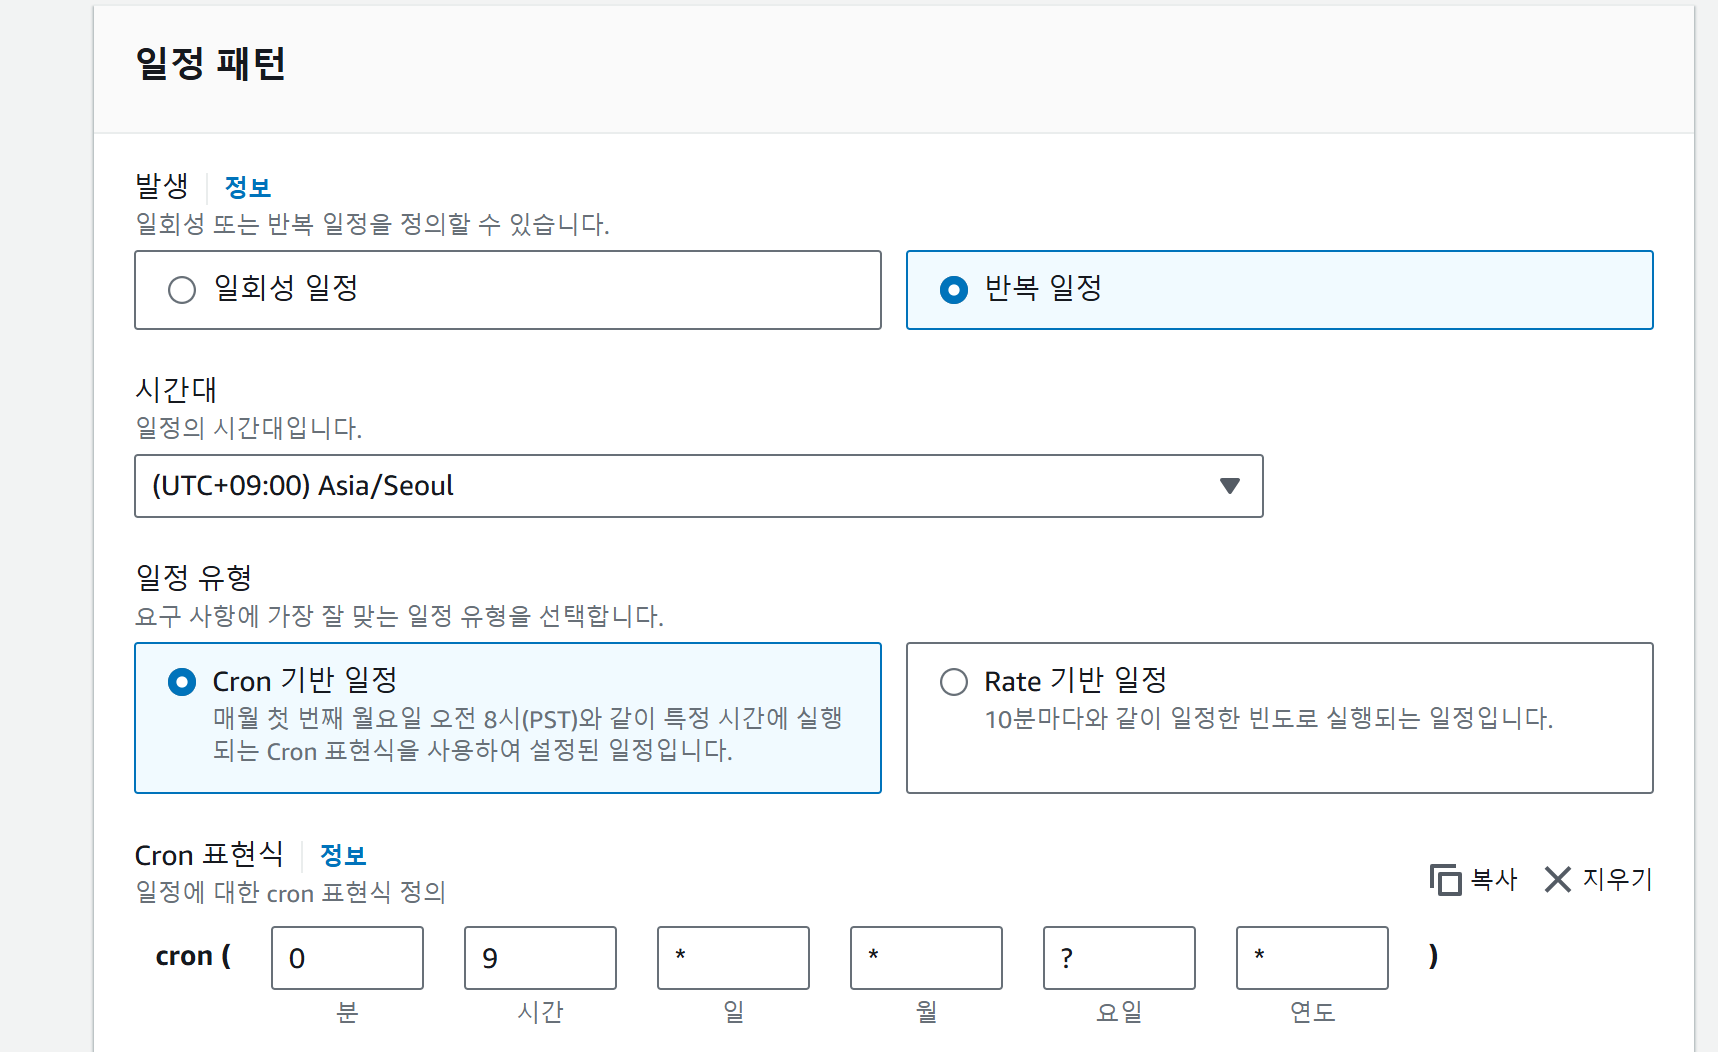 일정 패턴
발생 정보
일회성 또는 반복 일정을 정의할 수 있습니다.
일회성 일정 반복 일정
시간대
일정의 시간대입니다.
(UTC+09:00) Asia/Seoul
일정 유형
요구 사항에 가장 잘 맞는 일정 유형을 선택합니다.
Cron 기반 일정
매월 첫 번째 월요일 오전 8시(PST)와 같이 특정 시간에 실행
되는 Cron 표현식을 사용하여 설정된 일정입니다.
Rate 기반 일정
10분마다와 같이 일정한 빈도로 실행되는 일정입니다.
Cron 표현식 정보
일정에 대한 cron 표현식 정의
복사 지우기
cron ( 0 9 * * ? * )
분 시간 일 월 요일 연도